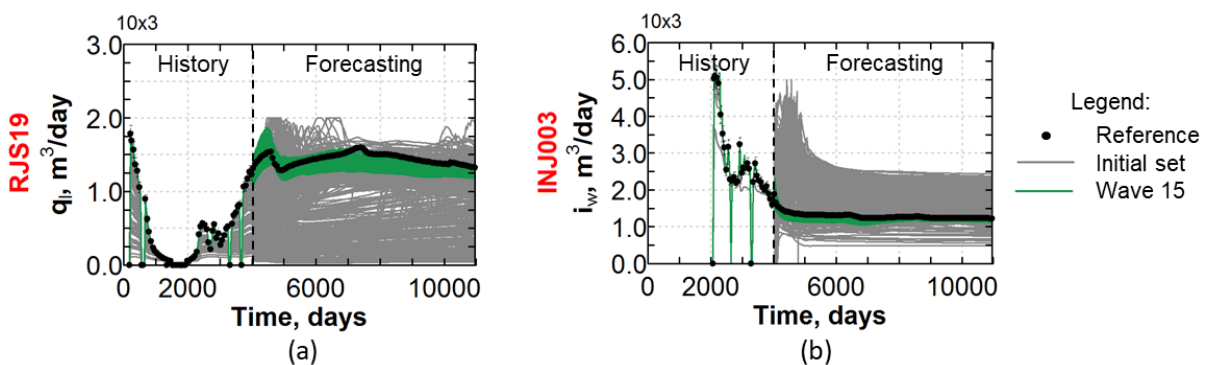 10x3
3.0
2.0
1.0
0.0
History
Forecasting
RJS19
qₗ, m³/day
0
2000
6000
10000
Time, days
(a)
10x3
6.0
5.0
4.0
3.0
2.0
1.0
0.0
History
Forecasting
INJ003
i_w, m³/day
0
2000
6000
10000
Time, days
(b)
Legend:
Reference
Initial set
Wave 15